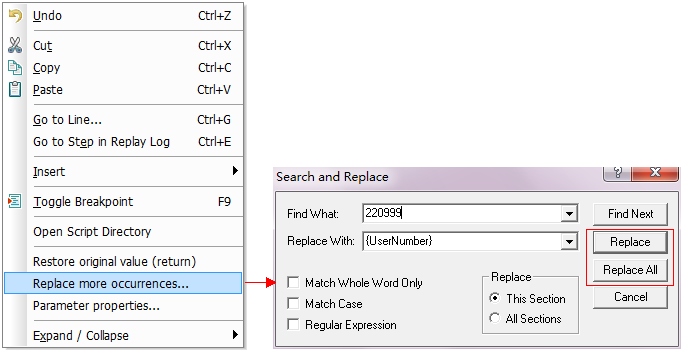 Undo Ctrl+Z
Cut Ctrl+X
Copy Ctrl+C
Paste Ctrl+V
Go to Line... Ctrl+G
Go to Step in Replay Log Ctrl+E
Insert
Toggle Breakpoint F9
Open Script Directory
Restore original value (return)
Replace more occurrences...
Parameter properties...
Expand / Collapse
Search and Replace
Find What: 220999 Find Next
Replace With: {UserNumber} Replace
Replace All
Cancel
Match Whole Word Only
Match Case
Regular Expression
Replace
This Section
All Sections